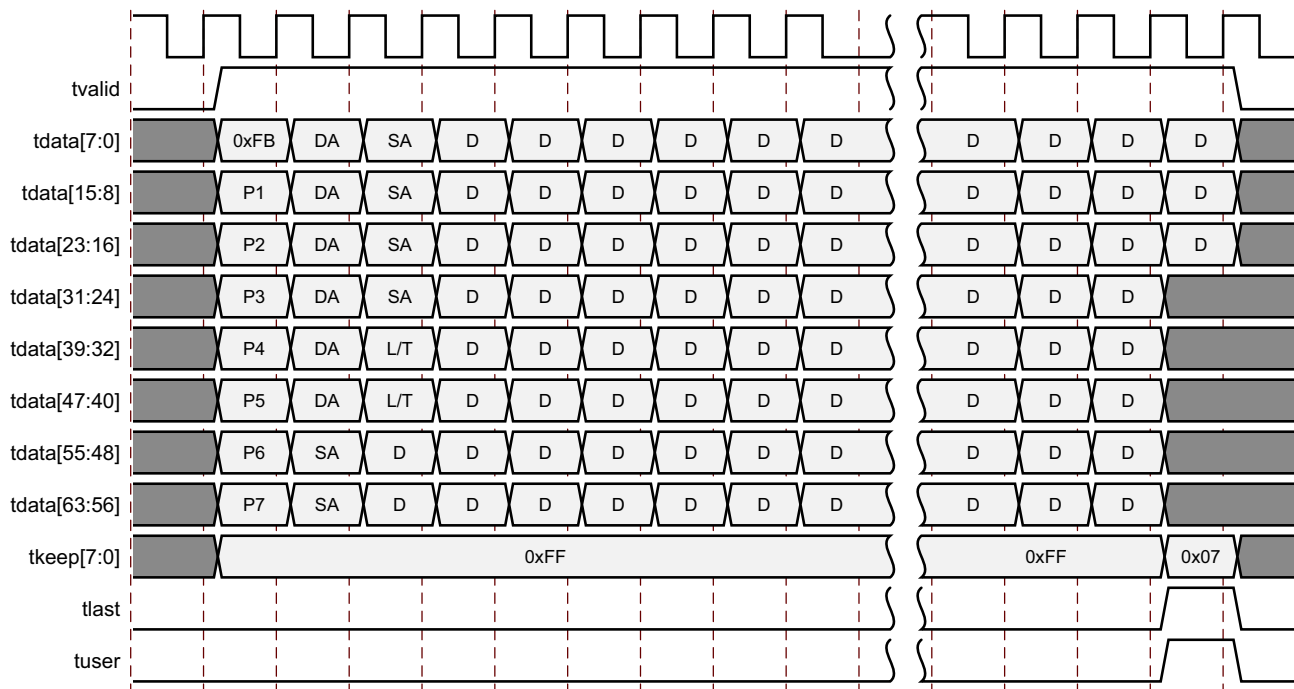 tvalid
tdata[7:0] 0xFB DA SA D D D D D D D D D D
tdata[15:8] P1 DA SA D D D D D D D D D D
tdata[23:16] P2 DA SA D D D D D D D D D D
tdata[31:24] P3 DA SA D D D D D D D D D
tdata[39:32] P4 DA L/T D D D D D D D D D
tdata[47:40] P5 DA L/T D D D D D D D D D
tdata[55:48] P6 SA D D D D D D D D D D
tdata[63:56] P7 SA D D D D D D D D D D
tkeep[7:0] 0xFF 0xFF 0x07
tlast
tuser